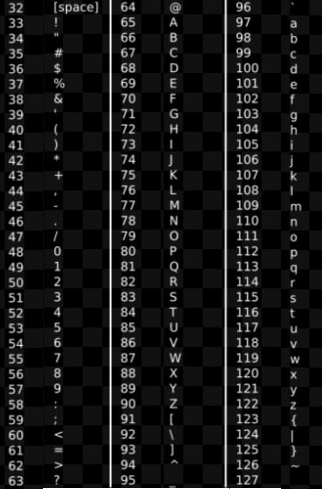 32 [space] 64 @ 96 `
33 ! 65 A 97 a
34 " 66 B 98 b
35 # 67 C 99 c
36 $ 68 D 100 d
37 % 69 E 101 e
38 & 70 F 102 f
39 ' 71 G 103 g
40 ( 72 H 104 h
41 ) 73 I 105 i
42 * 74 J 106 j
43 + 75 K 107 k
44 , 76 L 108 l
45 - 77 M 109 m
46 . 78 N 110 n
47 / 79 O 111 o
48 0 80 P 112 p
49 1 81 Q 113 q
50 2 82 R 114 r
51 3 83 S 115 s
52 4 84 T 116 t
53 5 85 U 117 u
54 6 86 V 118 v
55 7 87 W 119 w
56 8 88 X 120 x
57 9 89 Y 121 y
58 : 90 Z 122 z
59 ; 91 [ 123 {
60 < 92 \ 124 |
61 = 93 ] 125 }
62 > 94 ^ 126 ~
63 ? 95 _ 127